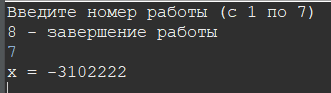 Введите номер работы (с 1 по 7)
8 - завершение работы
7
x = -3102222